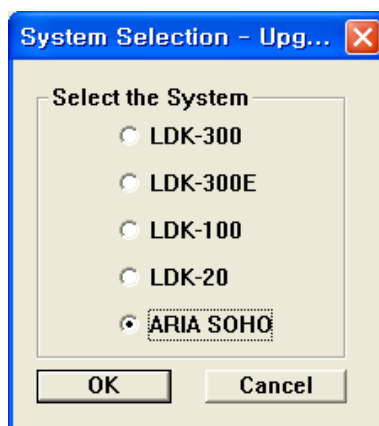 System Selection - Upg...
Select the System
LDK-300
LDK-300E
LDK-100
LDK-20
ARIA SOHO
OK Cancel